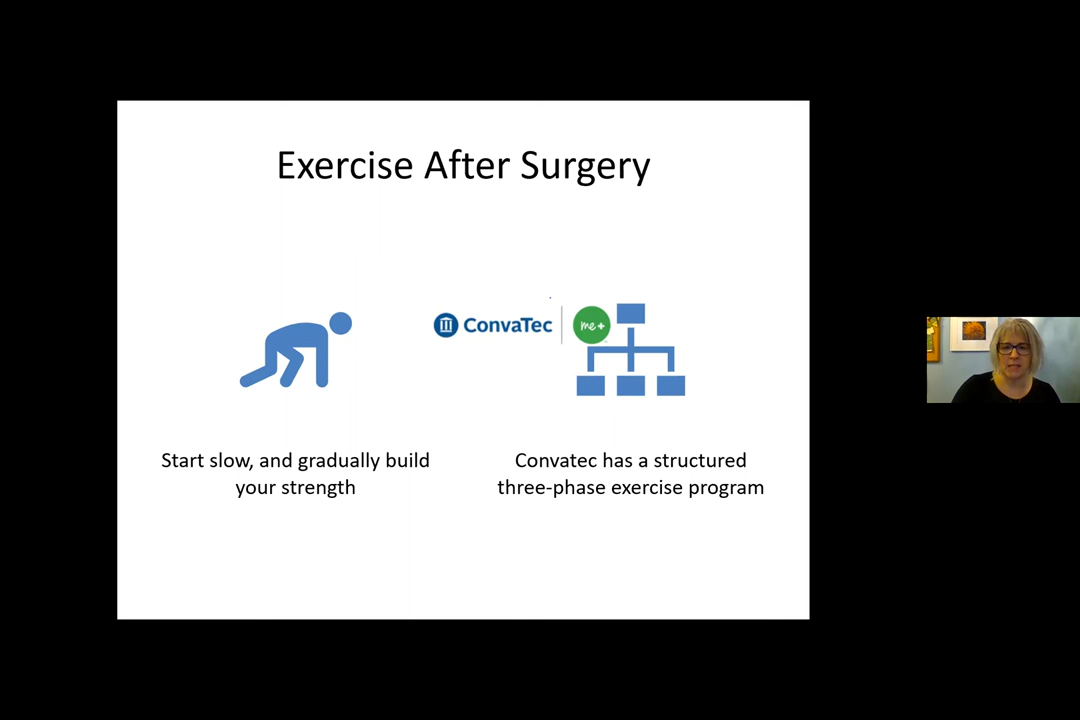 Exercise After Surgery
ConvaTec
me+
Start slow, and gradually build
your strength
Convatec has a structured
three-phase exercise program